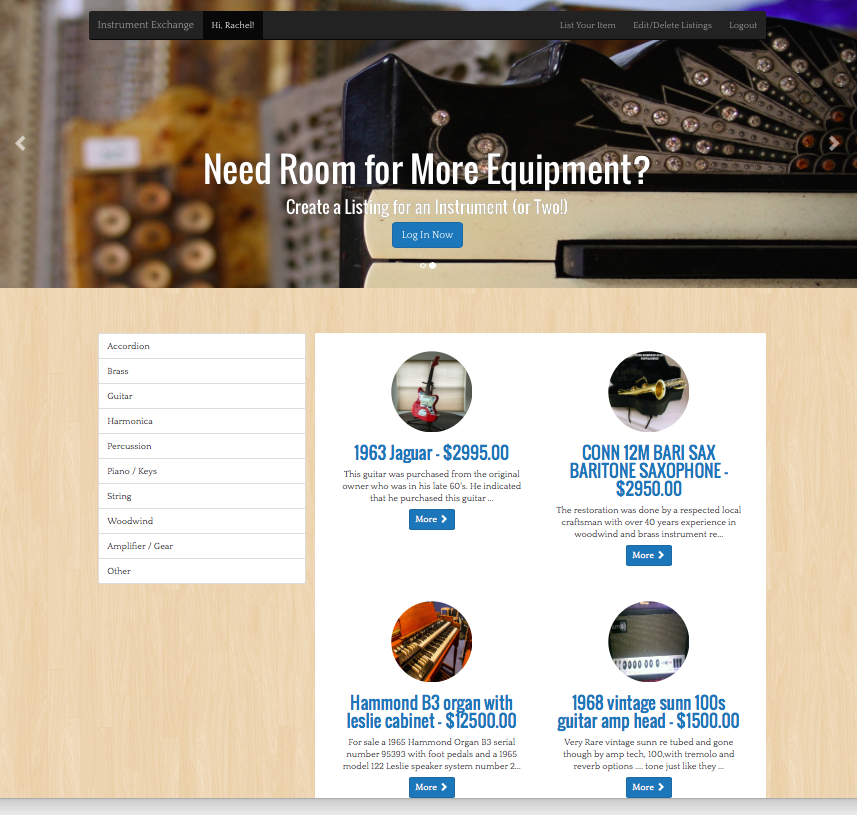 Instrument Exchange Hi, Rachel! List Your Item Edit/Delete Listings Logout
Need Room for More Equipment?
Create a Listing for an Instrument (or Two!)
Log In Now
Accordion
Brass
Guitar
Harmonica
Percussion
Piano / Keys
String
Woodwind
Amplifier / Gear
Other
1963 Jaguar - $2995.00
This guitar was purchased from the original
owner who was in his late 60's. He indicated
that he purchased this guitar ...
More
CONN 12M BARI SAX
BARITONE SAXOPHONE -
$2950.00
The restoration was done by a respected local
craftsman with over 40 years experience in
woodwind and brass instrument re...
More
Hammond B3 organ with
leslie cabinet - $12500.00
For sale a 1965 Hammond Organ B3 serial
number 95393 with foot pedals and a 1965
model 122 Leslie speaker system number 2...
More
1968 vintage sunn 100s
guitar amp head - $1500.00
Very Rare vintage sunn re tubed and gone
though by amp tech, 100,with tremolo and
reverb options .... tone just like they ...
More